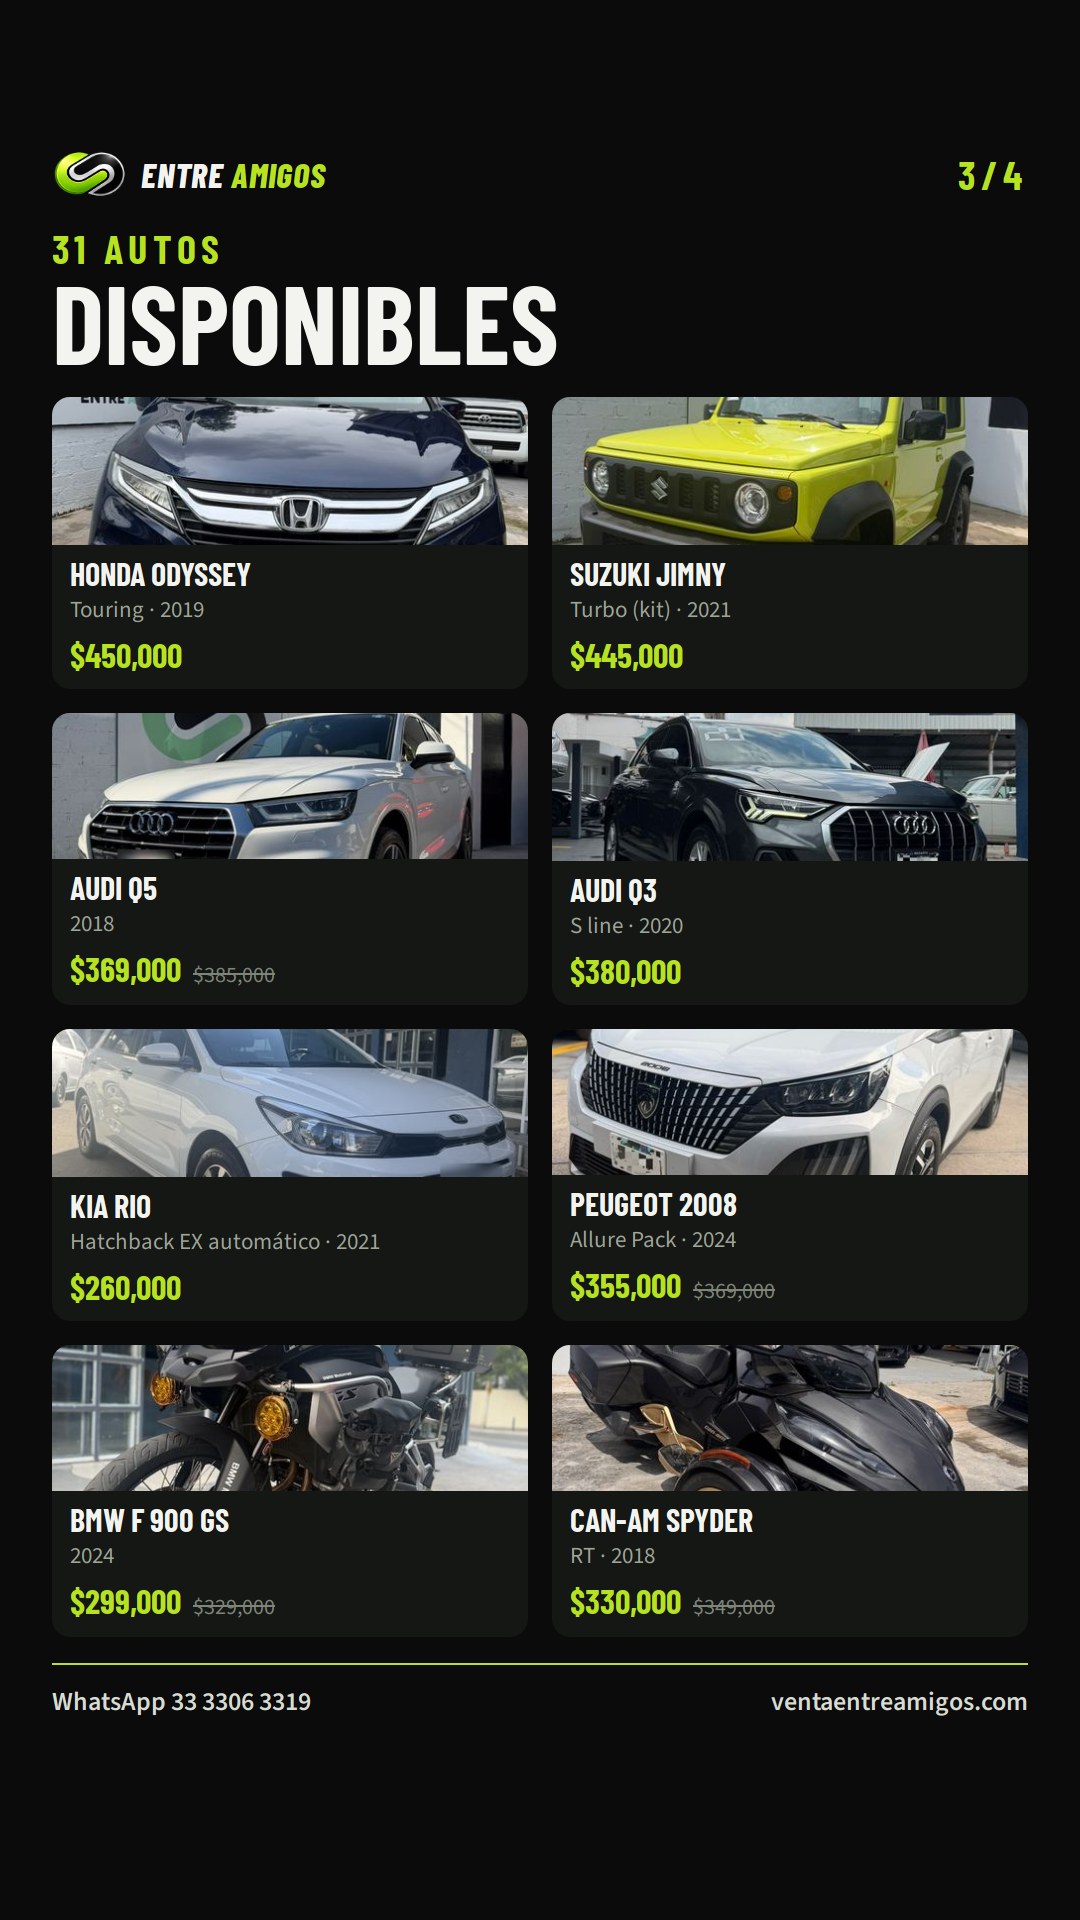 ENTRE AMIGOS
3/4
31 AUTOS
DISPONIBLES
ENTRE
HONDA ODYSSEY
Touring · 2019
$450,000
SUZUKI JIMNY
Turbo (kit) · 2021
$445,000
AUDI Q5
2018
$369,000 $385,000
AUDI Q3
S line · 2020
$380,000
KIA RIO
Hatchback EX automático · 2021
$260,000
2008
PEUGEOT 2008
Allure Pack · 2024
$355,000 $369,000
BMW
BMW F 900 GS
2024
$299,000 $329,000
CAN-AM SPYDER
RT · 2018
$330,000 $349,000
WhatsApp 33 3306 3319
ventaentreamigos.com